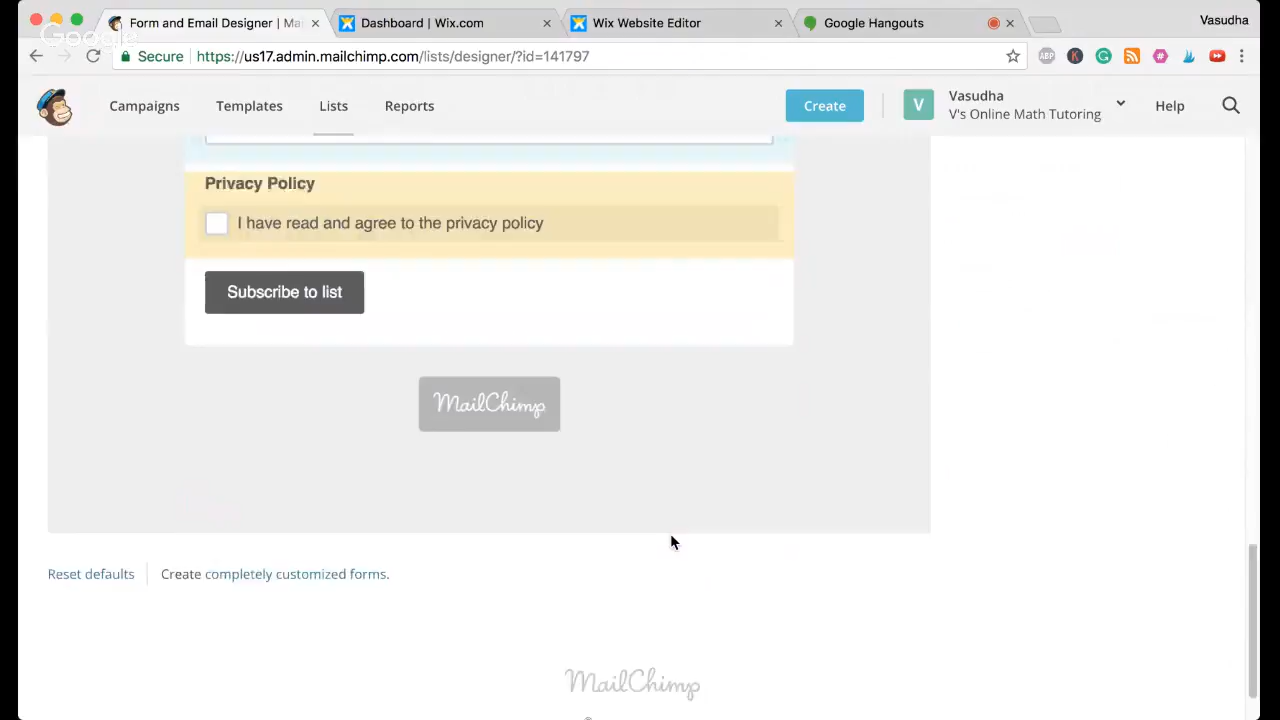 Form and Email Designer | Ma
Dashboard | Wix.com
Wix Website Editor
Google Hangouts
Vasudha
Google
Secure
https://us17.admin.mailchimp.com/lists/designer/?id=141797
ABP
K
G
Campaigns
Templates
Lists
Reports
Create
V
Vasudha
V's Online Math Tutoring
Help
Privacy Policy
I have read and agree to the privacy policy
Subscribe to list
MailChimp
Reset defaults
Create completely customized forms.
MailChimp